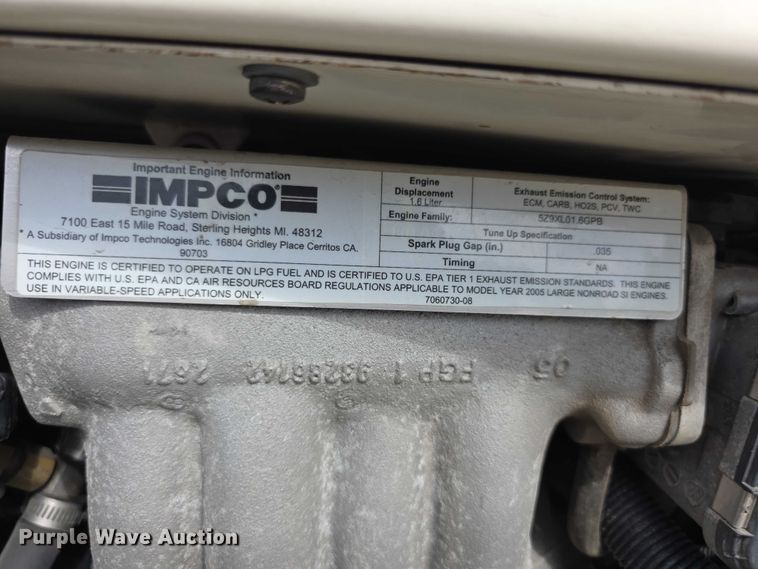 Important Engine Information
IMPCO®
Engine System Division *
7100 East 15 Mile Road, Sterling Heights MI. 48312
* A Subsidiary of Impco Technologies Inc. 16804 Gridley Place Cerritos CA.
90703
Engine
Displacement
1.6 Liter
Exhaust Emission Control System:
ECM, CARB, HO2S, PCV, TWC
Engine Family:
5Z9XL01.6GPB
Tune Up Specification
Spark Plug Gap (in.)
.035
Timing
NA
THIS ENGINE IS CERTIFIED TO OPERATE ON LPG FUEL AND IS CERTIFIED TO U.S. EPA TIER 1 EXHAUST EMISSION STANDARDS. THIS ENGINE
COMPLIES WITH U.S. EPA AND CA AIR RESOURCES BOARD REGULATIONS APPLICABLE TO MODEL YEAR 2005 LARGE NONROAD SI ENGINES.
USE IN VARIABLE-SPEED APPLICATIONS ONLY.
7060730-08
05 FGP 1 93286142 2671
Purple Wave Auction